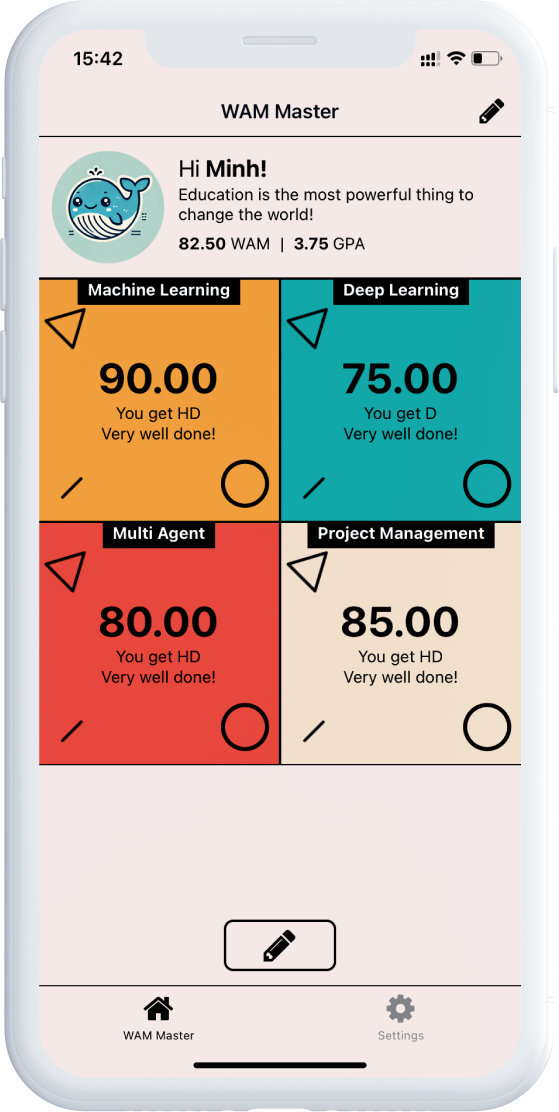 15:42
WAM Master
Hi Minh!
Education is the most powerful thing to
change the world!
82.50 WAM | 3.75 GPA
Machine Learning
90.00
You get HD
Very well done!
Deep Learning
75.00
You get D
Very well done!
Multi Agent
80.00
You get HD
Very well done!
Project Management
85.00
You get HD
Very well done!
WAM Master
Settings